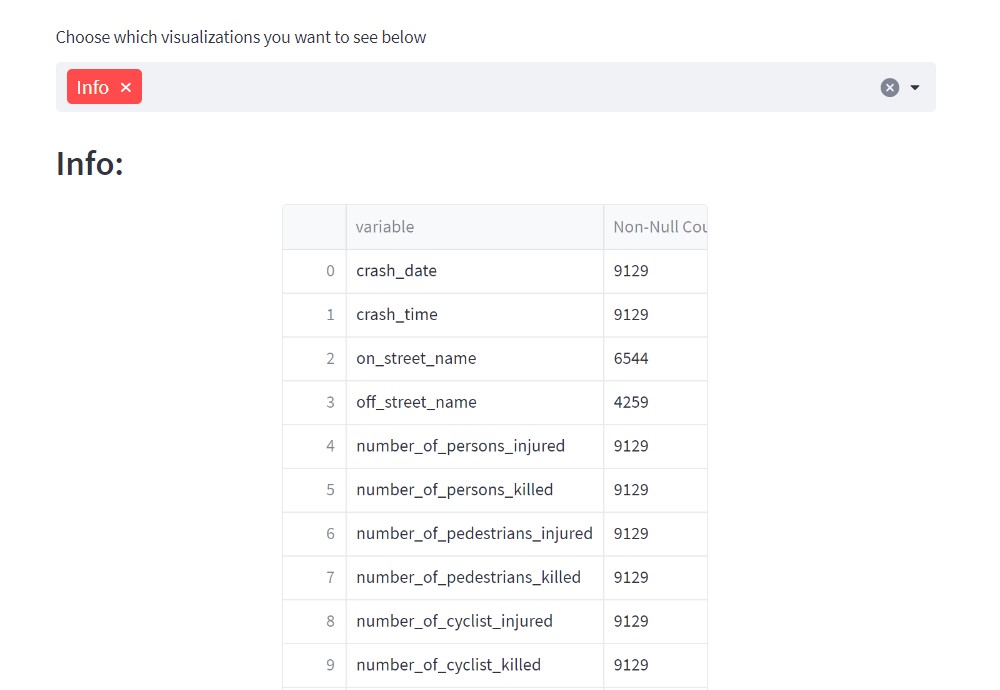 Choose which visualizations you want to see below
Info ×
Info:
variable Non-Null Cou
0 crash_date 9129
1 crash_time 9129
2 on_street_name 6544
3 off_street_name 4259
4 number_of_persons_injured 9129
5 number_of_persons_killed 9129
6 number_of_pedestrians_injured 9129
7 number_of_pedestrians_killed 9129
8 number_of_cyclist_injured 9129
9 number_of_cyclist_killed 9129